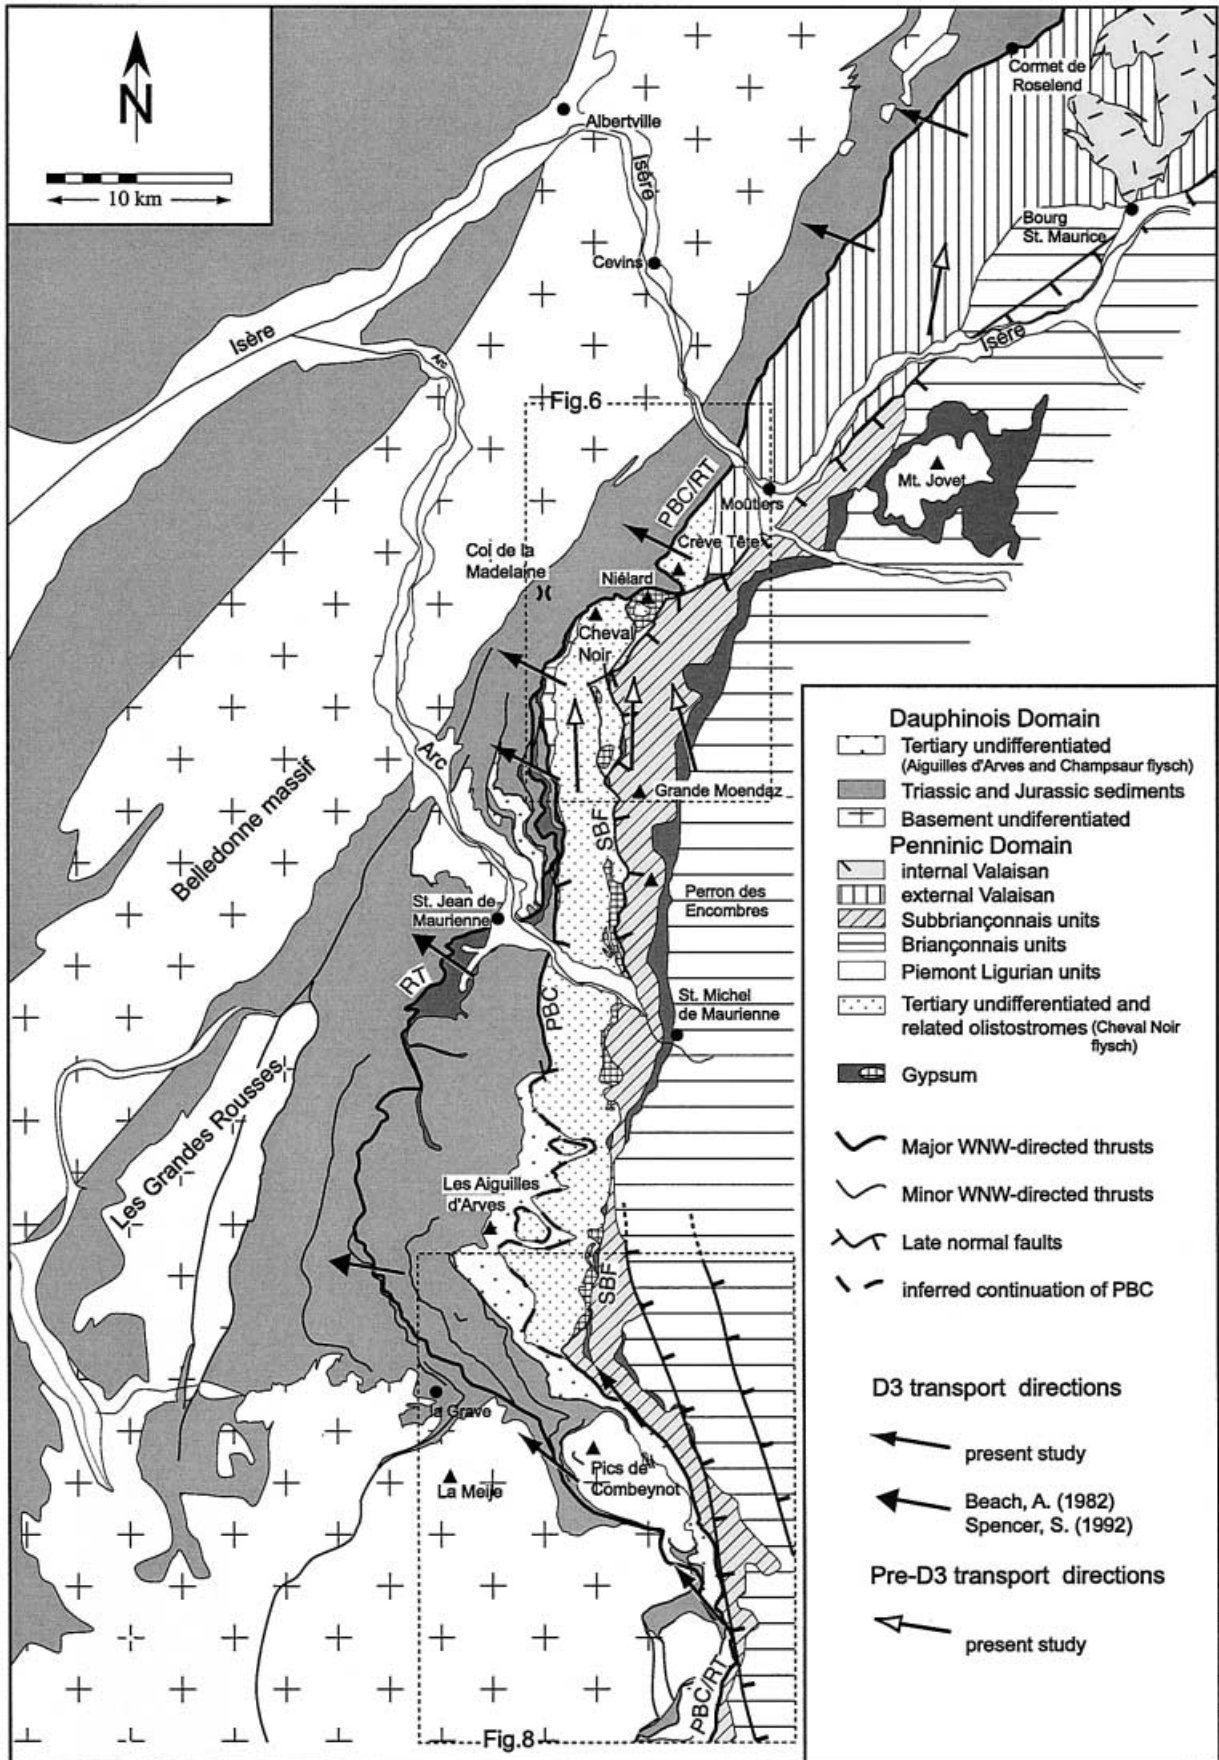 N
10 km
Albertville
Isère
Cevins
Cormet de
Roselend
Bourg
St. Maurice
Isère
Isère
Arc
Fig.6
PBC/RT
Moûtiers
Mt. Jovet
Crève Tête
Col de la
Madelaine
Niélard
Cheval
Noir
Arc
Belledonne massif
Grande Moendaz
SBF
St. Jean de
Maurienne
Perron des
Encombres
RT
PBC
St. Michel
de Maurienne
Les Grandes Rousses
Les Aiguilles
d'Arves
SBF
la Grave
La Meije
Pics de
Combeynot
PBC/RT
Fig.8
Dauphinois Domain
Tertiary undifferentiated
(Aiguilles d'Arves and Champsaur flysch)
Triassic and Jurassic sediments
Basement undiferentiated
Penninic Domain
internal Valaisan
external Valaisan
Subbriançonnais units
Briançonnais units
Piemont Ligurian units
Tertiary undifferentiated and
related olistostromes (Cheval Noir
flysch)
Gypsum
Major WNW-directed thrusts
Minor WNW-directed thrusts
Late normal faults
inferred continuation of PBC
D3 transport directions
present study
Beach, A. (1982)
Spencer, S. (1992)
Pre-D3 transport directions
present study